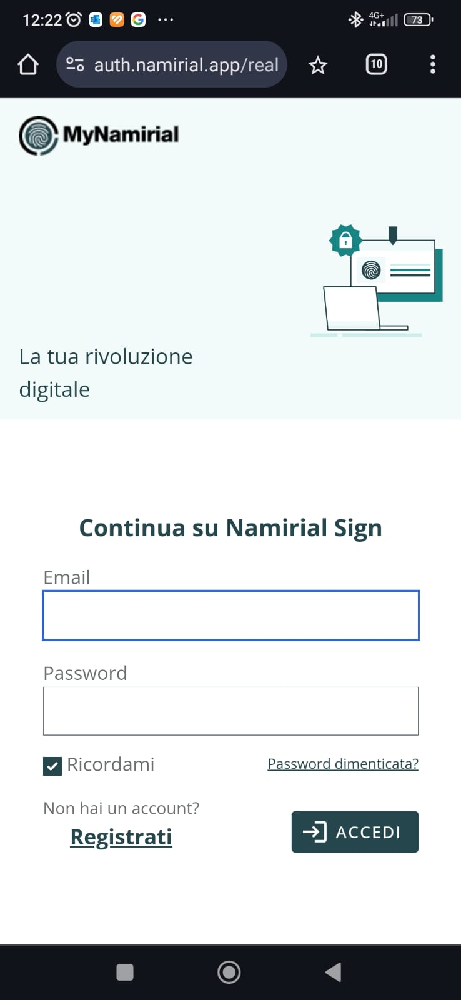 12:22
4G+
73
auth.namirial.app/real
10
MyNamirial
La tua rivoluzione
digitale
Continua su Namirial Sign
Email
Password
Ricordami
Password dimenticata?
Non hai un account?
Registrati
ACCEDI